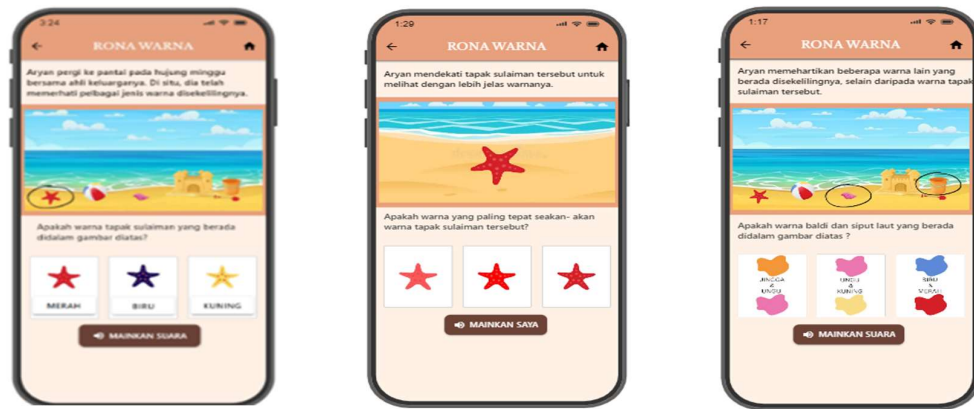 3:24
RONA WARNA
Aryan pergi ke pantai pada hujung minggu
bersama ahli keluarganya. Di situ, dia telah
memerhati pelbagai jenis warna disekelilingnya.
Apakah warna tapak sulaiman yang berada
didalam gambar diatas?
MERAH
BIRU
KUNING
MAINKAN SUARA
1:29
RONA WARNA
Aryan mendekati tapak sulaiman tersebut untuk
melihat dengan lebih jelas warnanya.
Apakah warna yang paling tepat seakan- akan
warna tapak sulaiman tersebut?
MAINKAN SAYA
1:17
RONA WARNA
Aryan memehartikan beberapa warna lain yang
berada disekelilingnya, selain daripada warna tapak
sulaiman tersebut.
Apakah warna baldi dan siput laut yang berada
didalam gambar diatas ?
JINGGA
&
UNGU
UNGU
&
KUNING
BIRU
&
MERAH
MAINKAN SUARA